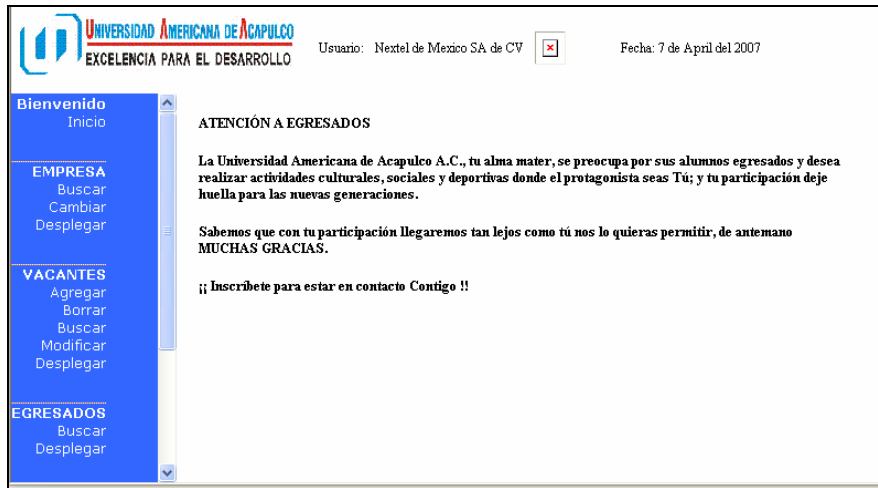 UNIVERSIDAD AMERICANA DE ACAPULCO
EXCELENCIA PARA EL DESARROLLO
Usuario: Nextel de Mexico SA de CV
Fecha: 7 de April del 2007
Bienvenido
Inicio
EMPRESA
Buscar
Cambiar
Desplegar
VACANTES
Agregar
Borrar
Buscar
Modificar
Desplegar
EGRESADOS
Buscar
Desplegar
ATENCIÓN A EGRESADOS
La Universidad Americana de Acapulco A.C., tu alma mater, se preocupa por sus alumnos egresados y desea
realizar actividades culturales, sociales y deportivas donde el protagonista seas Tú; y tu participación deje
huella para las nuevas generaciones.
Sabemos que con tu participación llegaremos tan lejos como tú nos lo quieras permitir, de antemano
MUCHAS GRACIAS.
¡¡ Inscríbete para estar en contacto Contigo !!